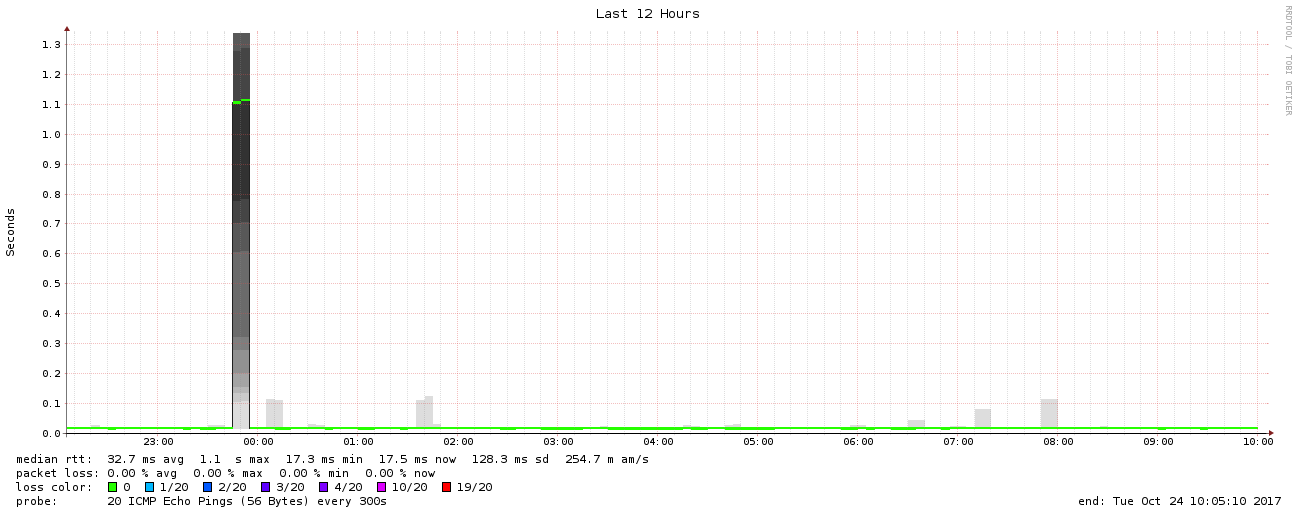 Last 12 Hours
RRDTOOL / TOBI OETIKER
Seconds
1.3
1.2
1.1
1.0
0.9
0.8
0.7
0.6
0.5
0.4
0.3
0.2
0.1
0.0
23:00 00:00 01:00 02:00 03:00 04:00 05:00 06:00 07:00 08:00 09:00 10:00
median rtt: 32.7 ms avg 1.1 s max 17.3 ms min 17.5 ms now 128.3 ms sd 254.7 m am/s
packet loss: 0.00 % avg 0.00 % max 0.00 % min 0.00 % now
loss color: 0 1/20 2/20 3/20 4/20 10/20 19/20
probe: 20 ICMP Echo Pings (56 Bytes) every 300s
end: Tue Oct 24 10:05:10 2017